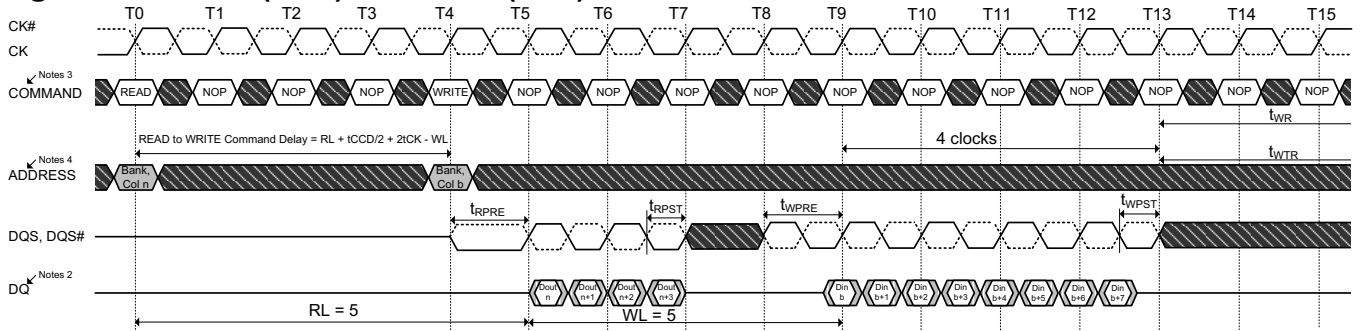 T0 T1 T2 T3 T4 T5 T6 T7 T8 T9 T10 T11 T12 T13 T14 T15
CK#
CK
Notes 3
COMMAND READ NOP NOP NOP WRITE NOP NOP NOP NOP NOP NOP NOP NOP NOP NOP NOP
READ to WRITE Command Delay = RL + tCCD/2 + 2tCK - WL
4 clocks
tWR
tWTR
Notes 4
ADDRESS
Bank, Col n
Bank, Col b
tRPRE tRPST tWPRE tWPST
DQS, DQS#
Notes 2
DQ
Dout n
Dout n+1
Dout n+2
Dout n+3
Din b
Din b+1
Din b+2
Din b+3
Din b+4
Din b+5
Din b+6
Din b+7
RL = 5
WL = 5